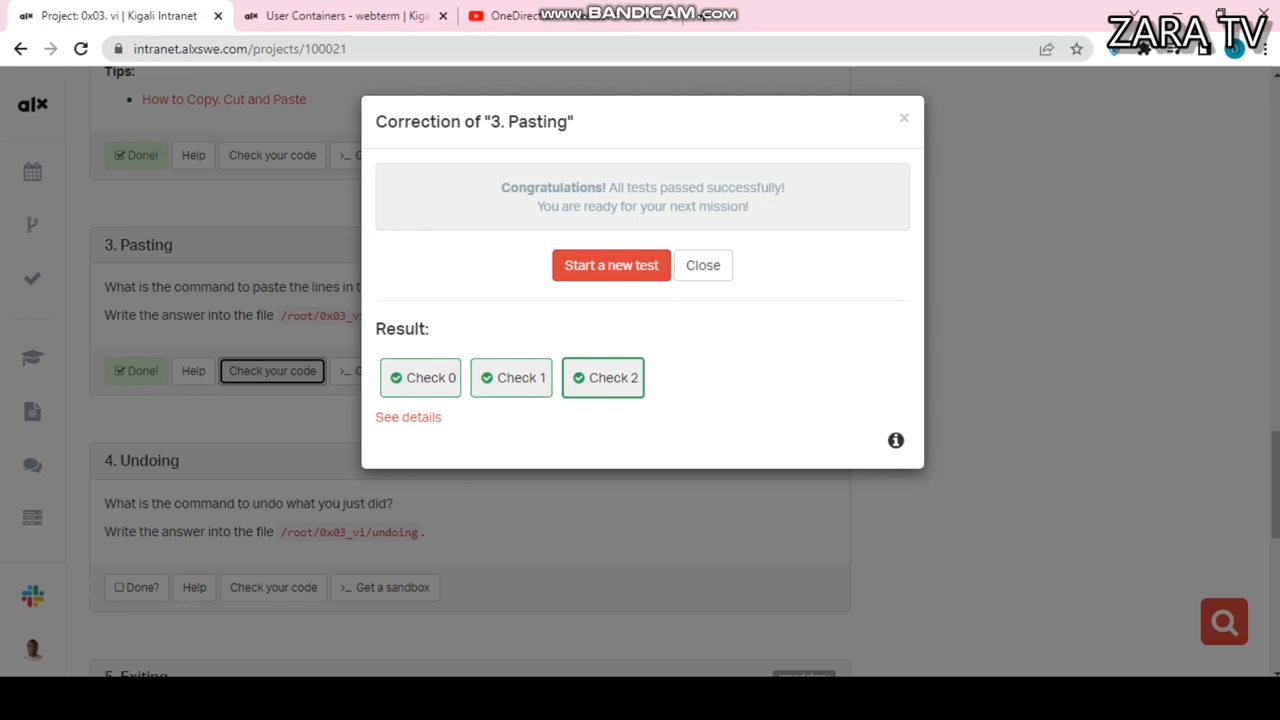 Project: 0x03. vi | Kigali Intranet
User Containers - webterm | Kiga
OneDirect
www.BANDICAM.com
ZARA TV
intranet.alxswe.com/projects/100021
alx
Tips:
How to Copy, Cut and Paste
Done!
Help
Check your code
>_ G
3. Pasting
What is the command to paste the lines in t
Write the answer into the file /root/0x03_vi
Done!
Help
Check your code
>_ G
Correction of "3. Pasting"
×
Congratulations! All tests passed successfully!
You are ready for your next mission!
Start a new test
Close
Result:
Check 0
Check 1
Check 2
See details
4. Undoing
What is the command to undo what you just did?
Write the answer into the file /root/0x03_vi/undoing .
Done?
Help
Check your code
>_ Get a sandbox
5. Exiting